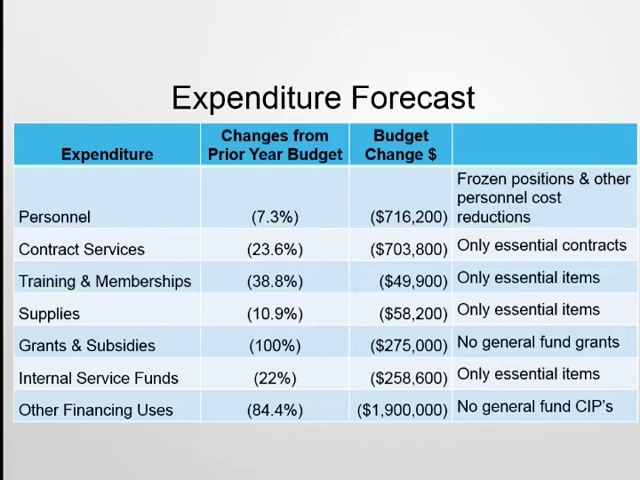 Expenditure Forecast
Expenditure Changes from Prior Year Budget Budget Change $
Personnel (7.3%) ($716,200) Frozen positions & other personnel cost reductions
Contract Services (23.6%) ($703,800) Only essential contracts
Training & Memberships (38.8%) ($49,900) Only essential items
Supplies (10.9%) ($58,200) Only essential items
Grants & Subsidies (100%) ($275,000) No general fund grants
Internal Service Funds (22%) ($258,600) Only essential items
Other Financing Uses (84.4%) ($1,900,000) No general fund CIP's